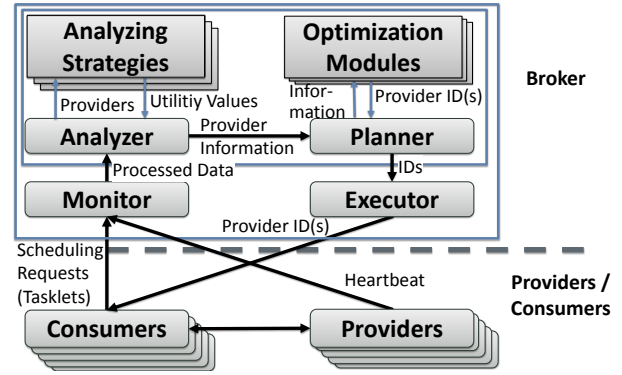 Analyzing
Strategies
Optimization
Modules
Broker
Providers
Utilitiy Values
Infor-
mation
Provider ID(s)
Analyzer
Provider
Information
Planner
Processed Data
IDs
Monitor
Executor
Provider ID(s)
Scheduling
Requests
(Tasklets)
Heartbeat
Providers /
Consumers
Consumers
Providers